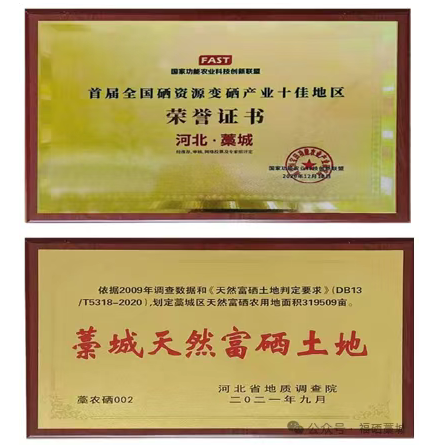 FAST
国家功能农业科技创新联盟
首届全国硒资源变硒产业十佳地区
荣誉证书
河北·藁城
国家功能农业科技创新联盟
依据2009年调查数据和《天然富硒土地判定要求》(DB13
/T5318-2020),划定藁城区天然富硒农用地面积319509亩。
藁城天然富硒土地
藁农硒002
河北省地质调查院
二〇二一年九月
公众号·福硒藁城